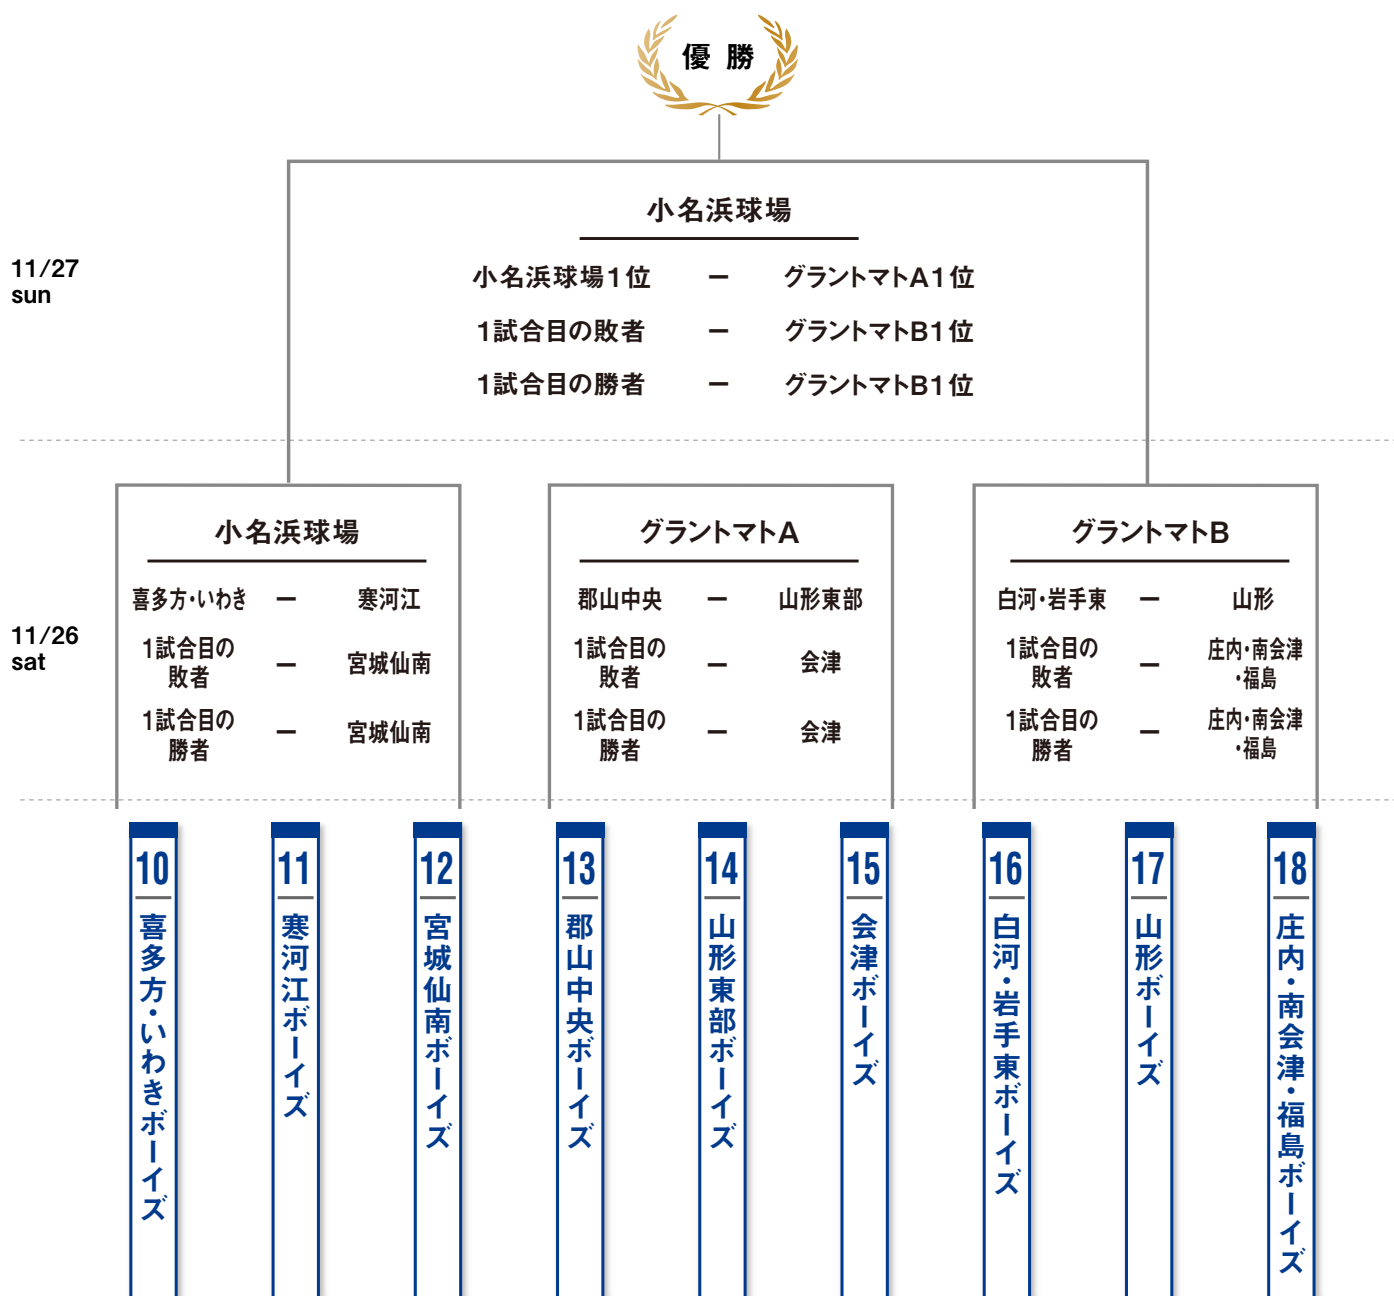 優 勝
小名浜球場
11/27
sun
小名浜球場1位 ー グラントマトA1位
1試合目の敗者 ー グラントマトB1位
1試合目の勝者 ー グラントマトB1位
11/26
sat
小名浜球場
喜多方・いわき ー 寒河江
1試合目の
敗者 ー 宮城仙南
1試合目の
勝者 ー 宮城仙南
グラントマトA
郡山中央 ー 山形東部
1試合目の
敗者 ー 会津
1試合目の
勝者 ー 会津
グラントマトB
白河・岩手東 ー 山形
1試合目の
敗者 ー 庄内・南会津
・福島
1試合目の
勝者 ー 庄内・南会津
・福島
10
喜多方・いわきボーイズ
11
寒河江ボーイズ
12
宮城仙南ボーイズ
13
郡山中央ボーイズ
14
山形東部ボーイズ
15
会津ボーイズ
16
白河・岩手東ボーイズ
17
山形ボーイズ
18
庄内・南会津・福島ボーイズ